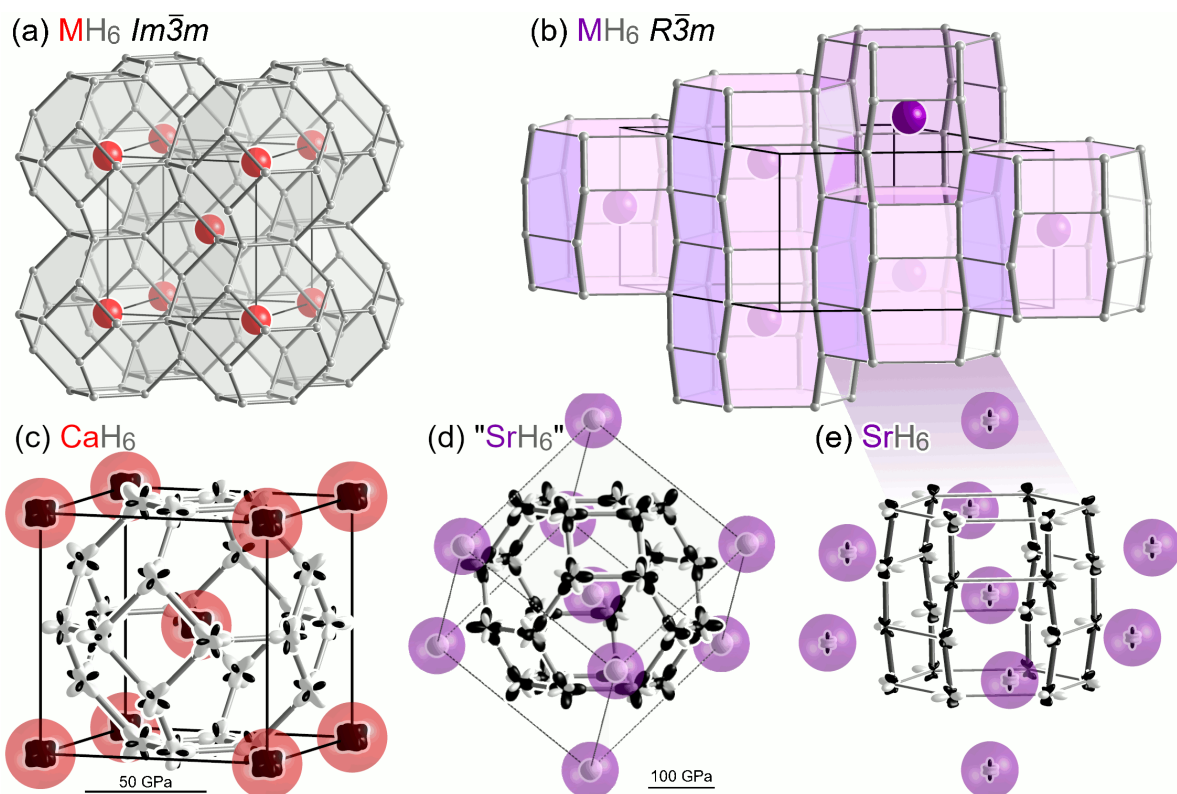 (a) MH₆ Im3̅m
(b) MH₆ R3̅m
(c) CaH₆
(d) "SrH₆"
(e) SrH₆
50 GPa
100 GPa